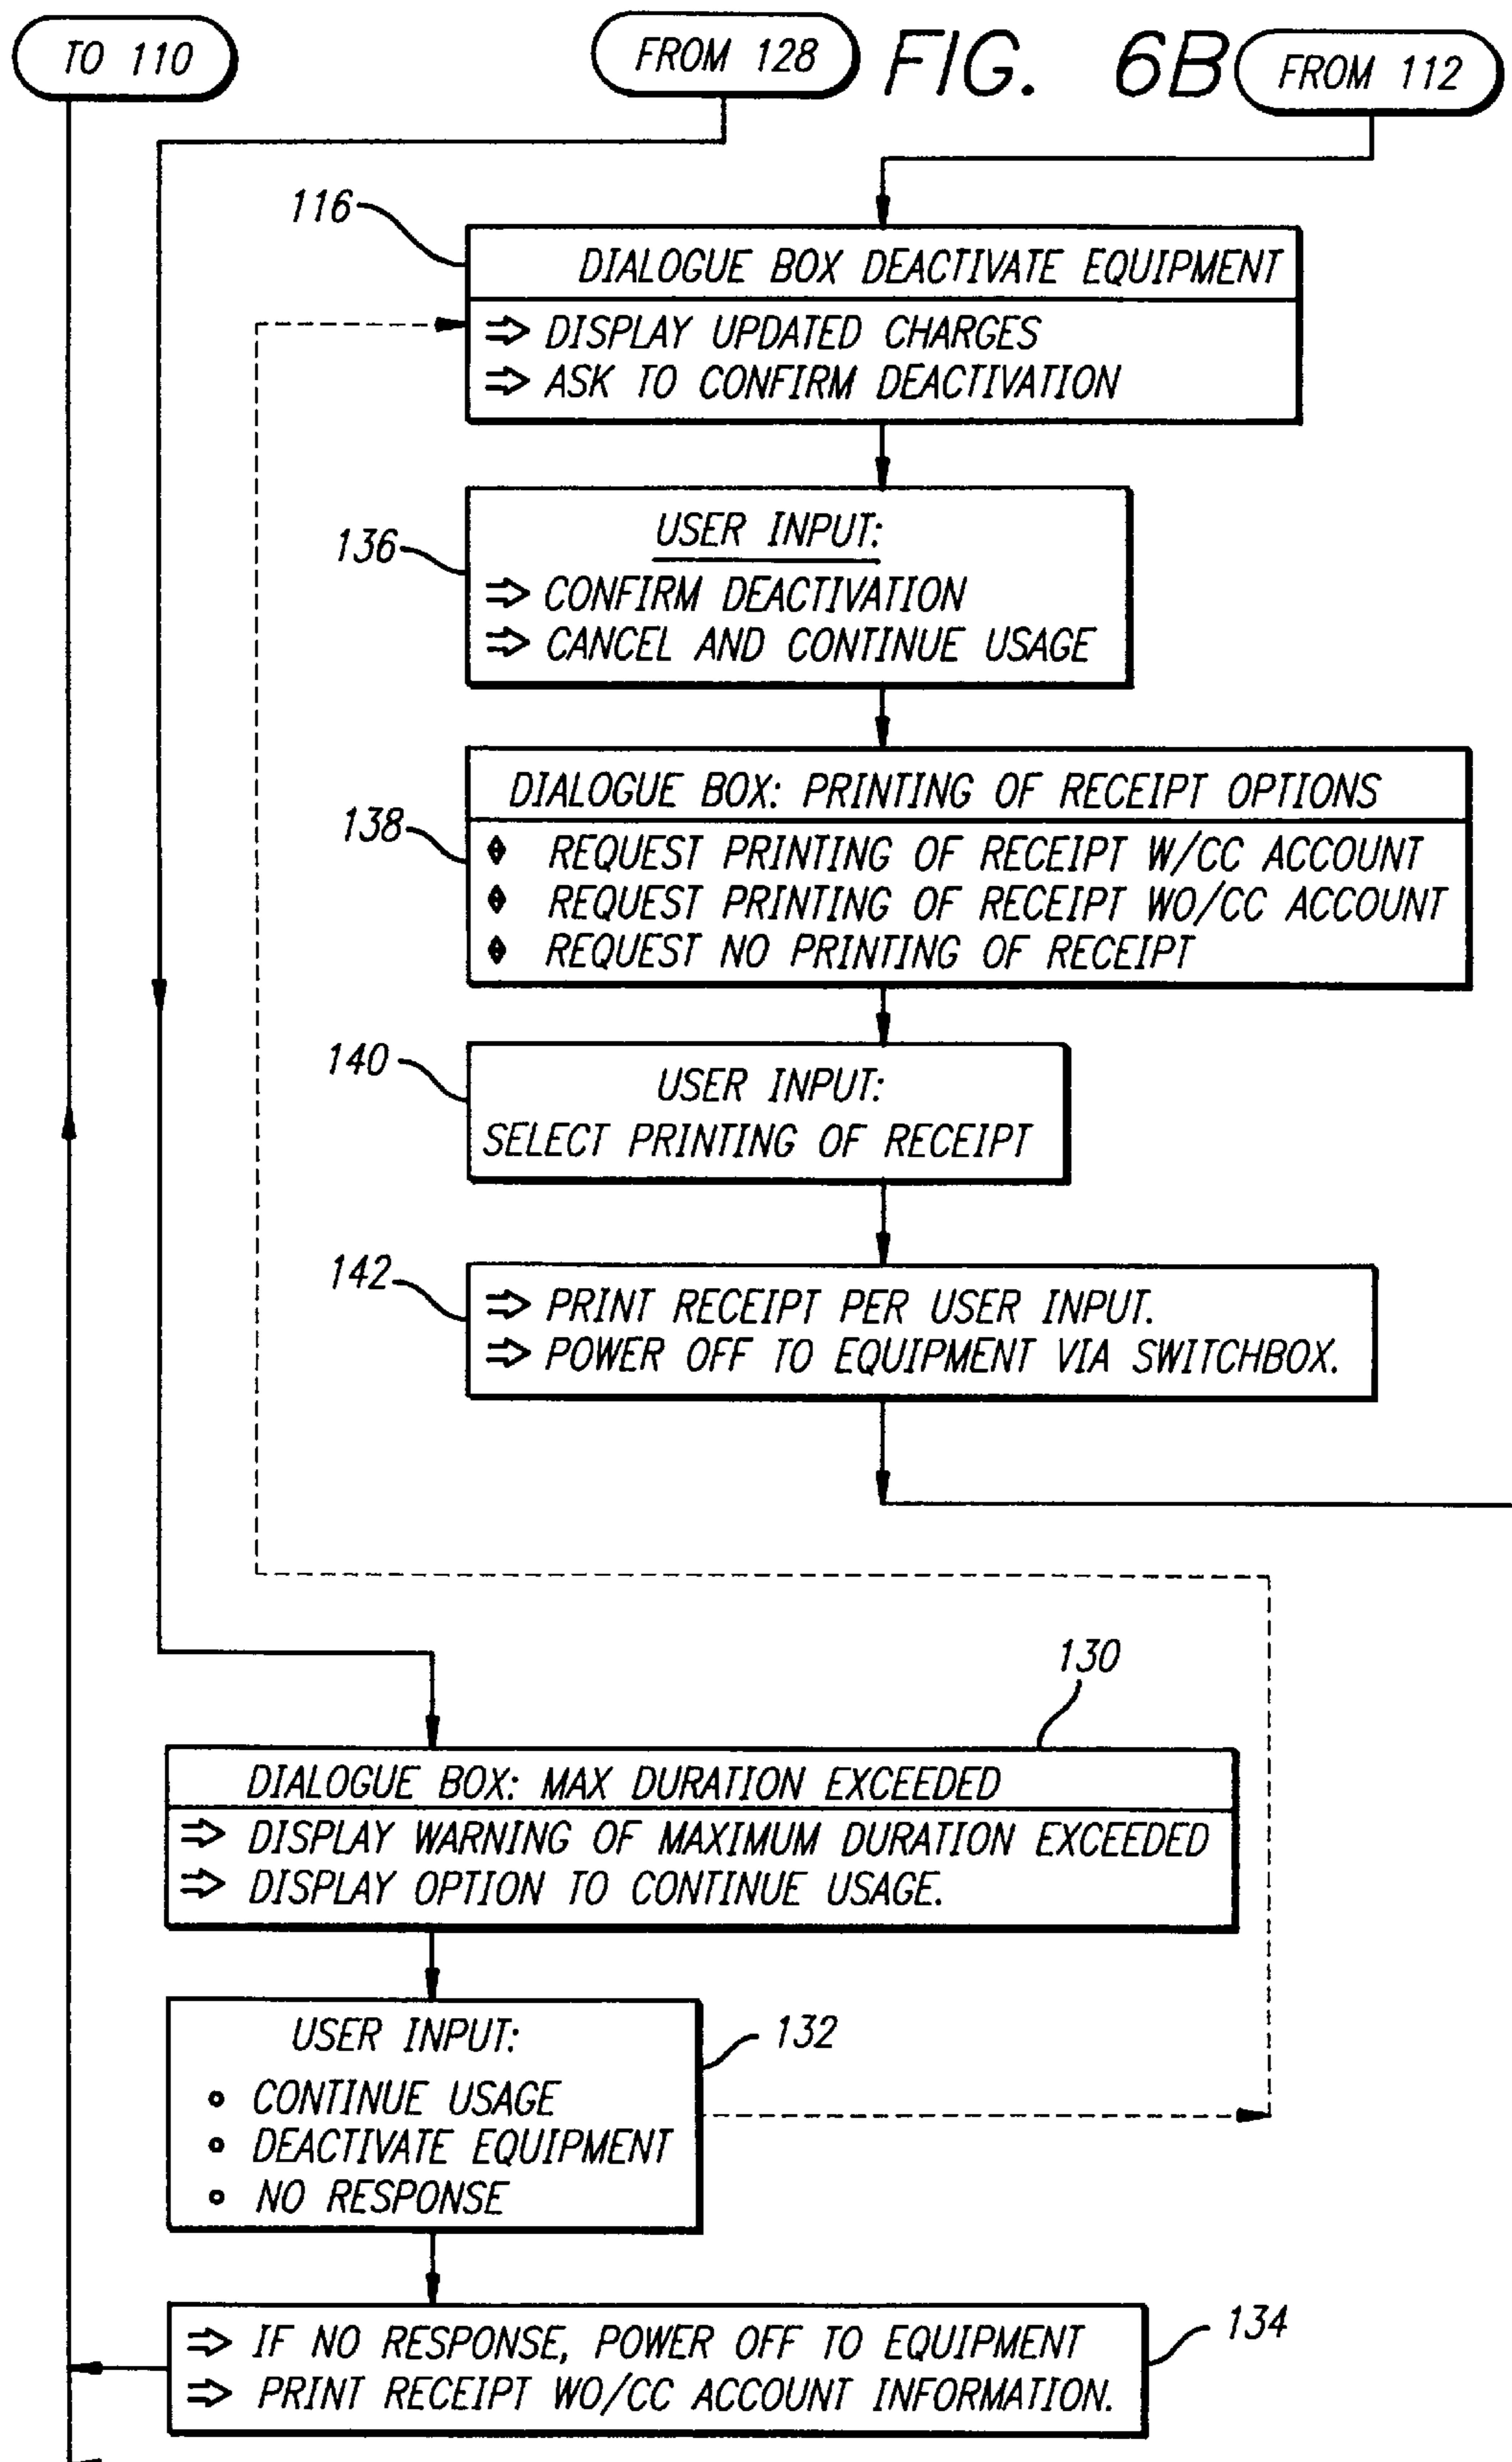 TO 110
FROM 128
FIG. 6B
FROM 112
116
DIALOGUE BOX DEACTIVATE EQUIPMENT
⇒ DISPLAY UPDATED CHARGES
⇒ ASK TO CONFIRM DEACTIVATION
136
USER INPUT:
⇒ CONFIRM DEACTIVATION
⇒ CANCEL AND CONTINUE USAGE
138
DIALOGUE BOX: PRINTING OF RECEIPT OPTIONS
♦ REQUEST PRINTING OF RECEIPT W/CC ACCOUNT
♦ REQUEST PRINTING OF RECEIPT WO/CC ACCOUNT
♦ REQUEST NO PRINTING OF RECEIPT
140
USER INPUT:
SELECT PRINTING OF RECEIPT
142
⇒ PRINT RECEIPT PER USER INPUT.
⇒ POWER OFF TO EQUIPMENT VIA SWITCHBOX.
130
DIALOGUE BOX: MAX DURATION EXCEEDED
⇒ DISPLAY WARNING OF MAXIMUM DURATION EXCEEDED
⇒ DISPLAY OPTION TO CONTINUE USAGE.
132
USER INPUT:
• CONTINUE USAGE
• DEACTIVATE EQUIPMENT
• NO RESPONSE
134
⇒ IF NO RESPONSE, POWER OFF TO EQUIPMENT
⇒ PRINT RECEIPT WO/CC ACCOUNT INFORMATION.